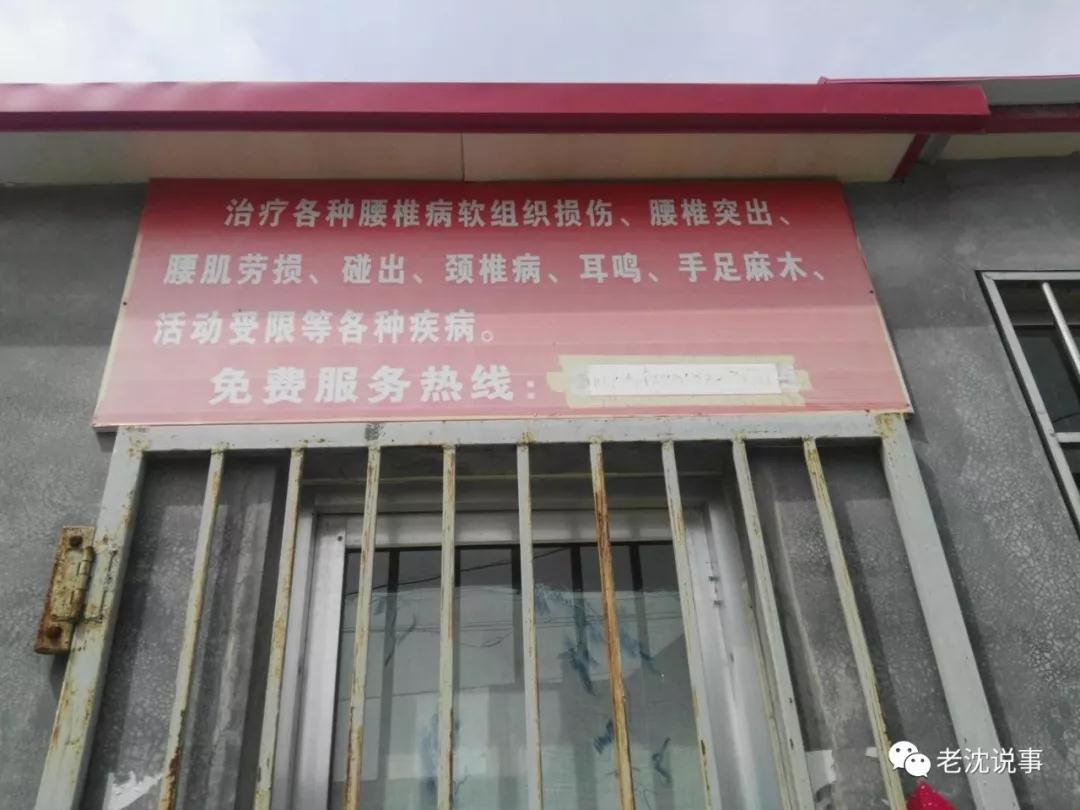 治疗各种腰椎病软组织损伤、腰椎突出、
腰肌劳损、碰出、颈椎病、耳鸣、手足麻木、
活动受限等各种疾病。
免费服务热线：
老沈说事